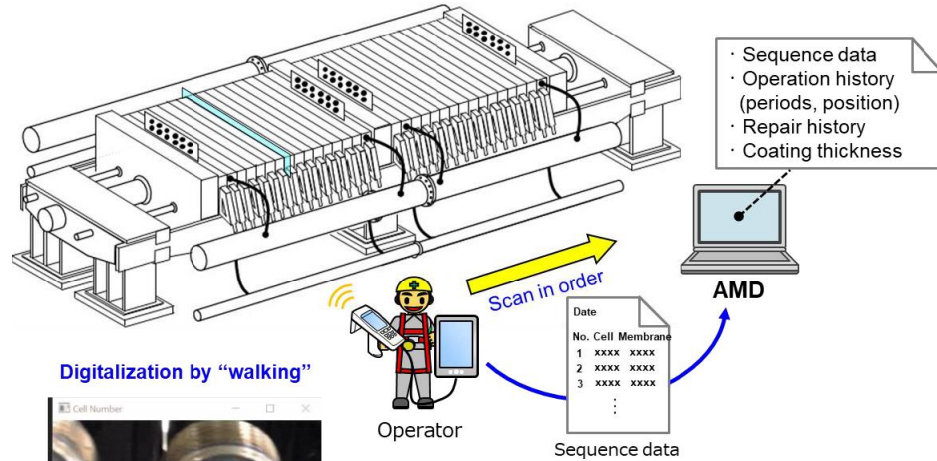 · Sequence data
· Operation history
(periods, position)
· Repair history
· Coating thickness
AMD
Scan in order
Date
No. Cell Membrane
1 xxxx xxxx
2 xxxx xxxx
3 xxxx xxxx
⋮
Digitalization by “walking”
Cell Number
Operator
Sequence data